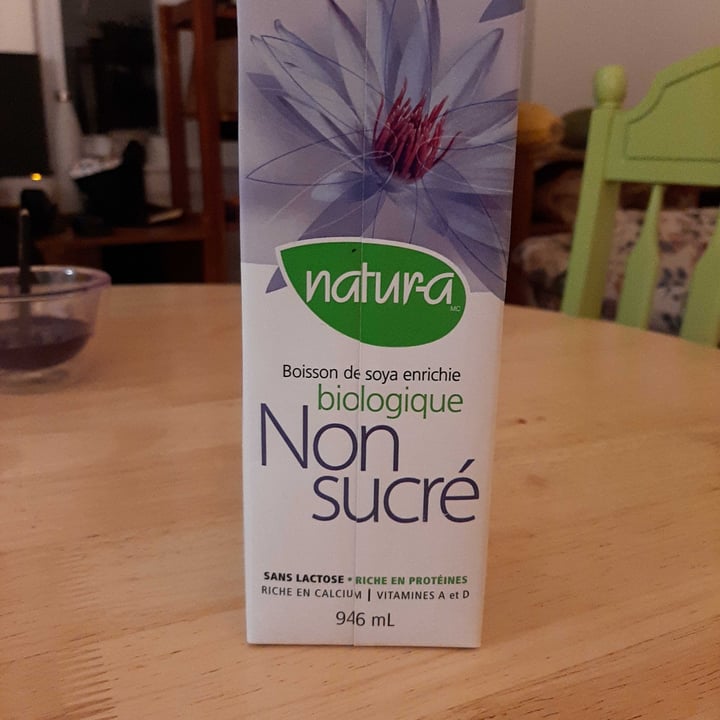 natur-a
MC
Boisson de soya enrichie
biologique
Non
sucré
SANS LACTOSE • RICHE EN PROTÉINES
RICHE EN CALCIUM | VITAMINES A et D
946 mL